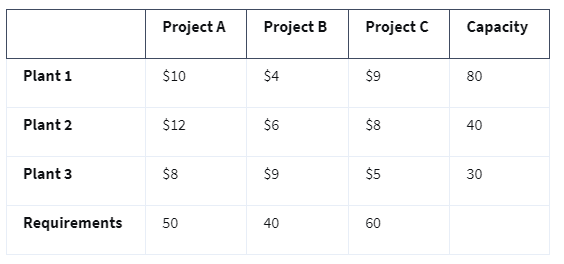 Project A Project B Project C Capacity
Plant 1 $10 $4 $9 80
Plant 2 $12 $6 $8 40
Plant 3 $8 $9 $5 30
Requirements 50 40 60